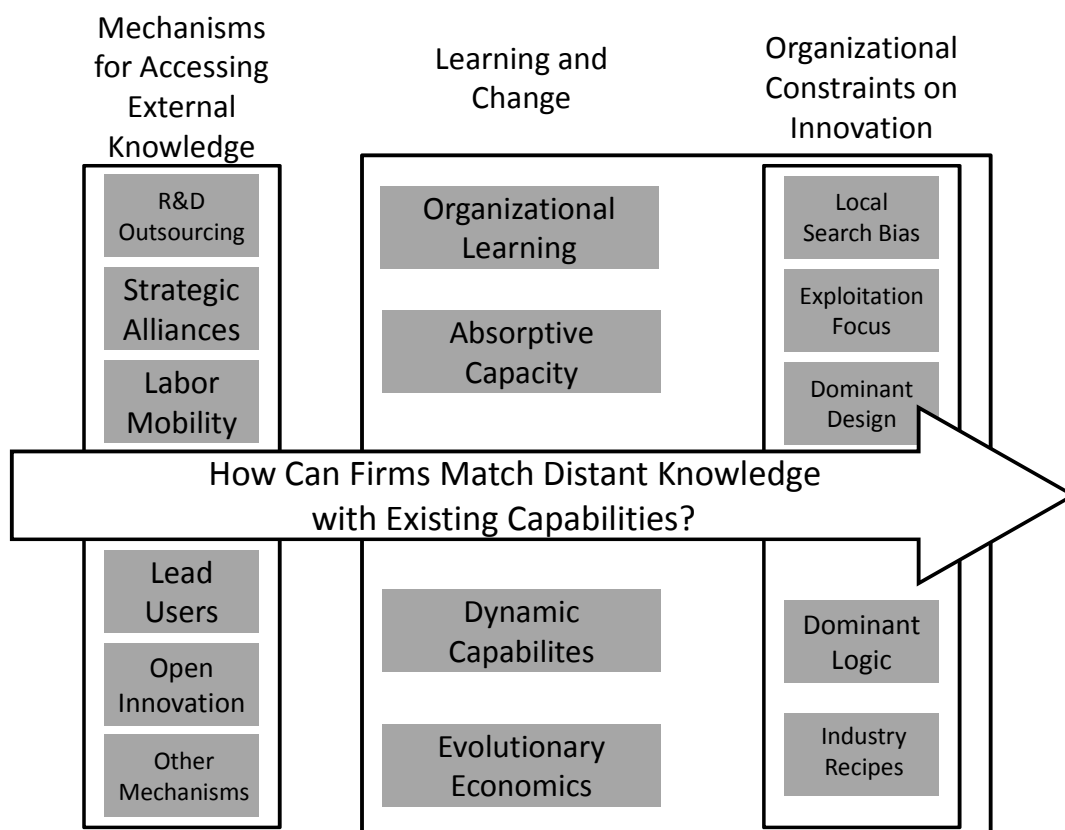 Mechanisms
for Accessing
External
Knowledge
R&D
Outsourcing
Strategic
Alliances
Labor
Mobility
Learning and
Change
Organizational
Learning
Absorptive
Capacity
Organizational
Constraints on
Innovation
Local
Search Bias
Exploitation
Focus
Dominant
Design
How Can Firms Match Distant Knowledge
with Existing Capabilities?
Lead
Users
Open
Innovation
Other
Mechanisms
Dynamic
Capabilites
Evolutionary
Economics
Dominant
Logic
Industry
Recipes